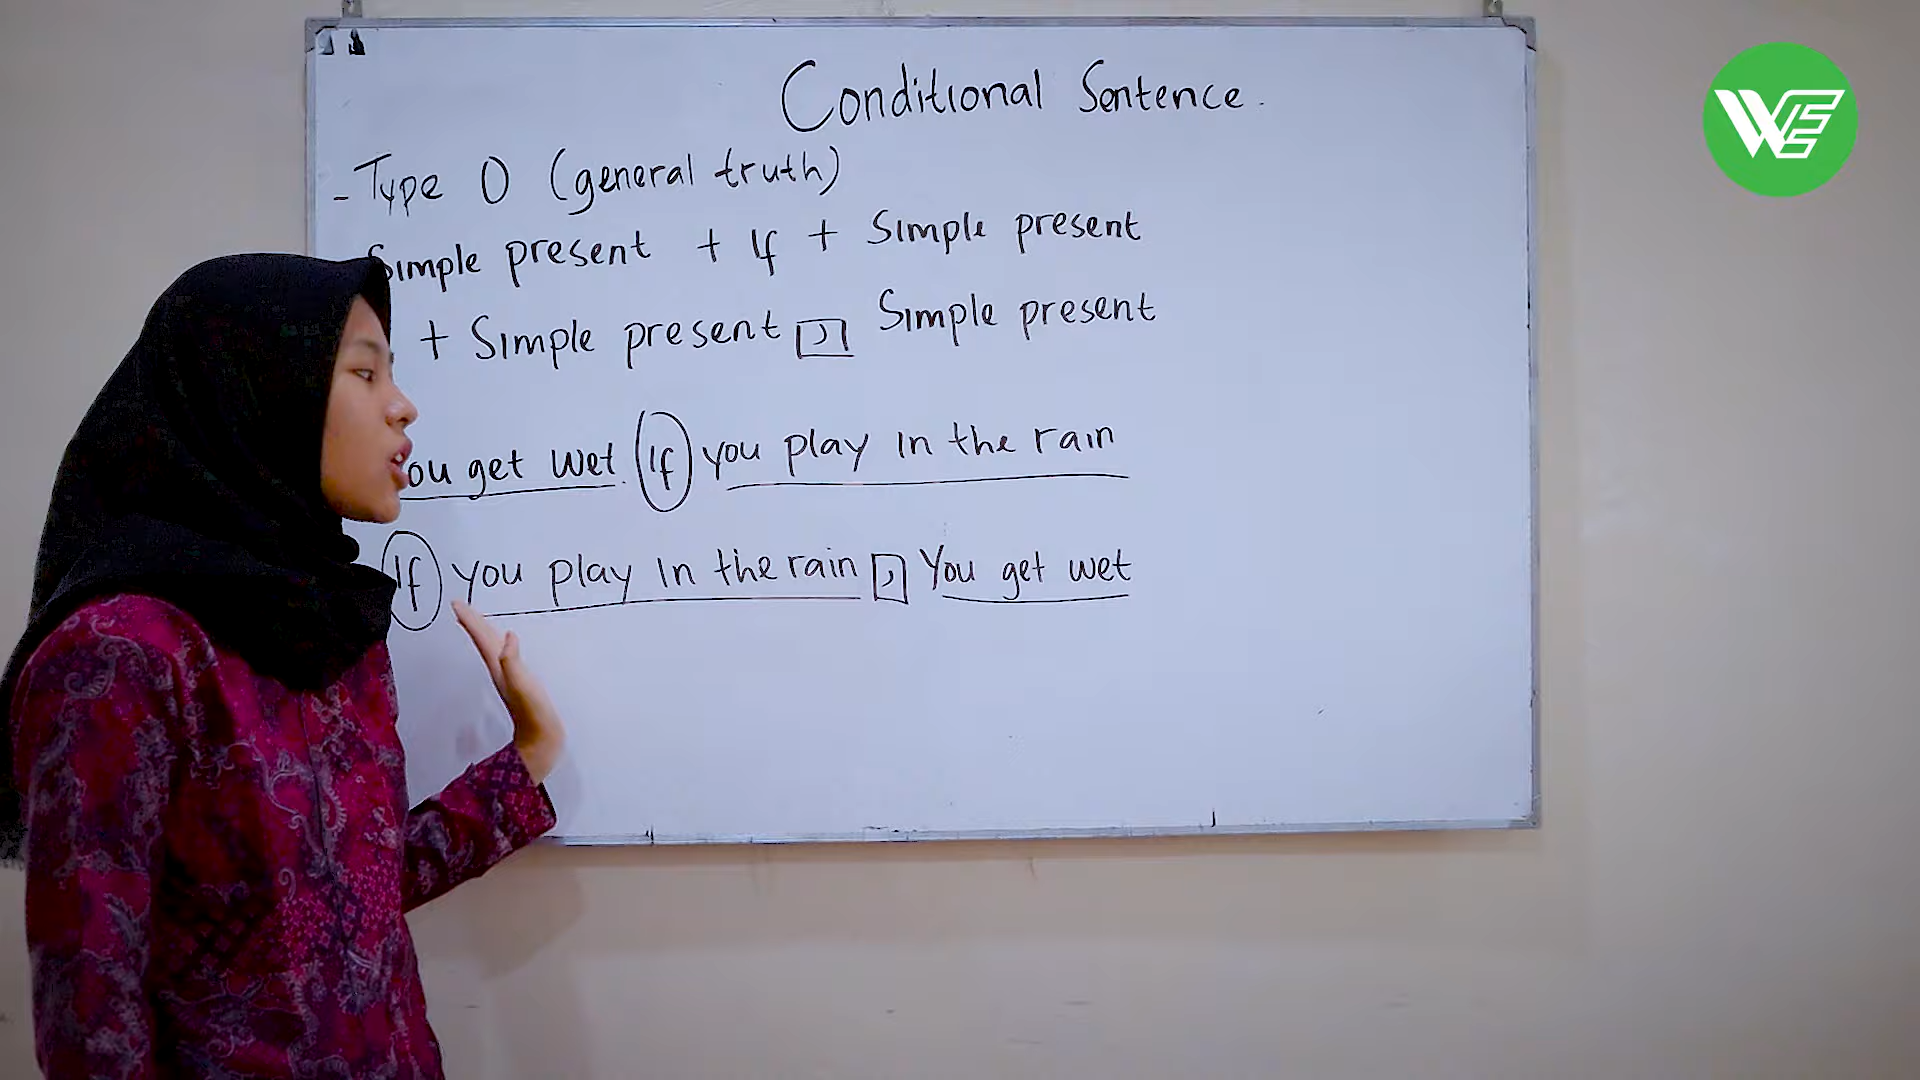 Conditional Sentence.
- Type 0 (general truth)
Simple present + If + Simple present
+ Simple present , Simple present
ou get wet. If you play in the rain
If you play in the rain , You get wet